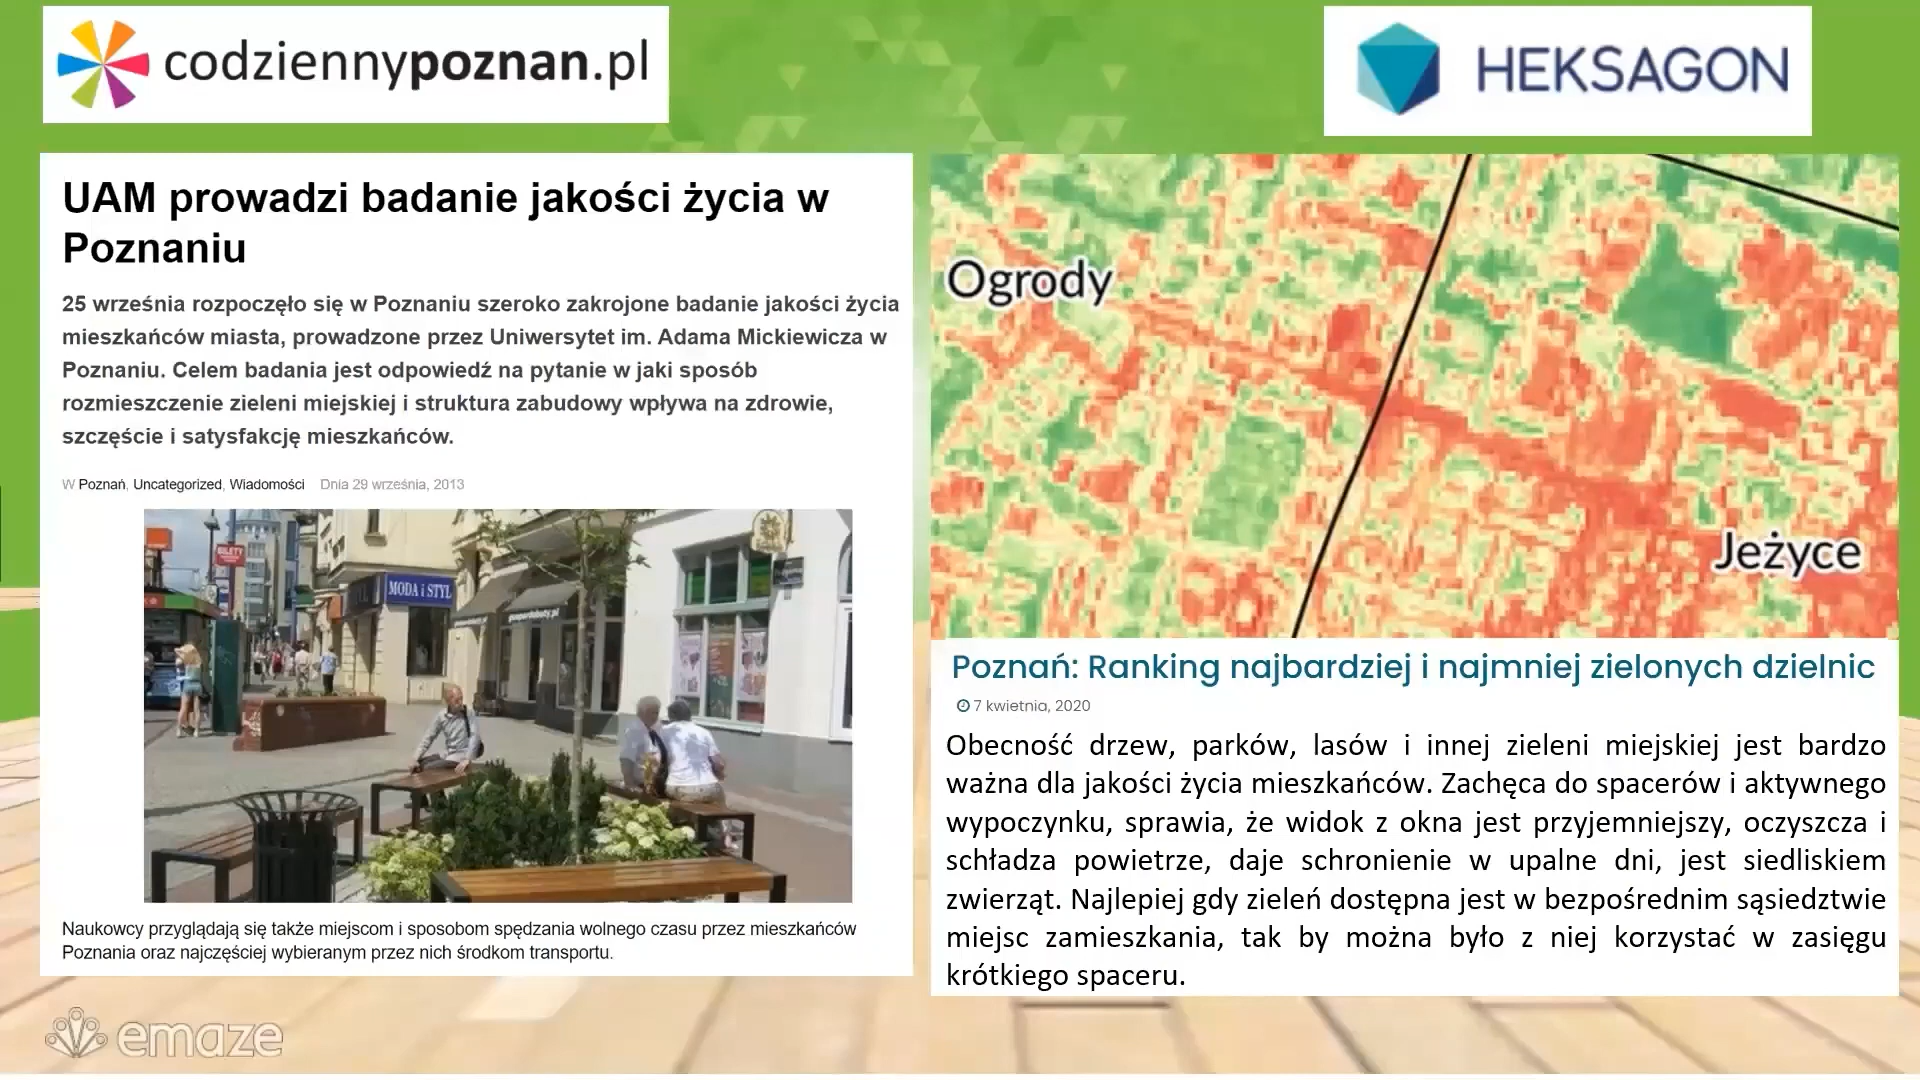 codziennypoznan.pl
HEKSAGON
UAM prowadzi badanie jakości życia w
Poznaniu
25 września rozpoczęło się w Poznaniu szeroko zakrojone badanie jakości życia
mieszkańców miasta, prowadzone przez Uniwersytet im. Adama Mickiewicza w
Poznaniu. Celem badania jest odpowiedź na pytanie w jaki sposób
rozmieszczenie zieleni miejskiej i struktura zabudowy wpływa na zdrowie,
szczęście i satysfakcję mieszkańców.
W Poznań, Uncategorized, Wiadomości Dnia 29 września, 2013
BILETY
MODA i STYL
Naukowcy przyglądają się także miejscom i sposobom spędzania wolnego czasu przez mieszkańców
Poznania oraz najczęściej wybieranym przez nich środkom transportu.
Ogrody
Jeżyce
Poznań: Ranking najbardziej i najmniej zielonych dzielnic
7 kwietnia, 2020
Obecność drzew, parków, lasów i innej zieleni miejskiej jest bardzo
ważna dla jakości życia mieszkańców. Zachęca do spacerów i aktywnego
wypoczynku, sprawia, że widok z okna jest przyjemniejszy, oczyszcza i
schładza powietrze, daje schronienie w upalne dni, jest siedliskiem
zwierząt. Najlepiej gdy zieleń dostępna jest w bezpośrednim sąsiedztwie
miejsc zamieszkania, tak by można było z niej korzystać w zasięgu
krótkiego spaceru.
emaze